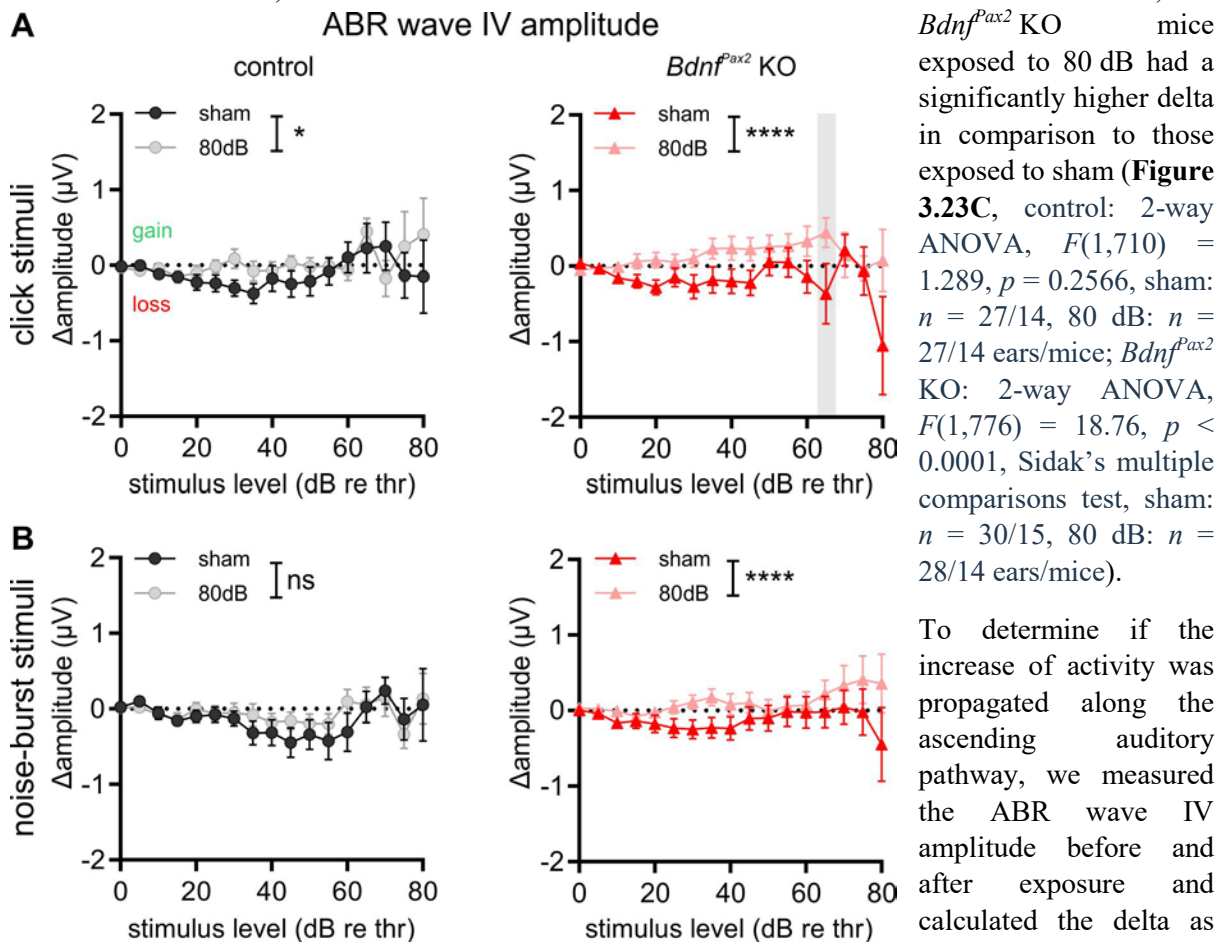 A
ABR wave IV amplitude
control
Bdnf^Pax2 KO
click stimuli
Δamplitude (µV)
2
1
0
-1
-2
sham
80dB
*
gain
loss
0 20 40 60 80
stimulus level (dB re thr)
Δamplitude (µV)
2
1
0
-1
-2
sham
80dB
****
0 20 40 60 80
stimulus level (dB re thr)
B
noise-burst stimuli
Δamplitude (µV)
2
1
0
-1
-2
sham
80dB
ns
0 20 40 60 80
stimulus level (dB re thr)
Δamplitude (µV)
2
1
0
-1
-2
sham
80dB
****
0 20 40 60 80
stimulus level (dB re thr)
Bdnf^Pax2 KO mice
exposed to 80 dB had a
significantly higher delta
in comparison to those
exposed to sham (Figure
3.23C, control: 2-way
ANOVA, F(1,710) =
1.289, p = 0.2566, sham:
n = 27/14, 80 dB: n =
27/14 ears/mice; Bdnf^Pax2
KO: 2-way ANOVA,
F(1,776) = 18.76, p <
0.0001, Sidak’s multiple
comparisons test, sham:
n = 30/15, 80 dB: n =
28/14 ears/mice).
To determine if the
increase of activity was
propagated along the
ascending auditory
pathway, we measured
the ABR wave IV
amplitude before and
after exposure and
calculated the delta as